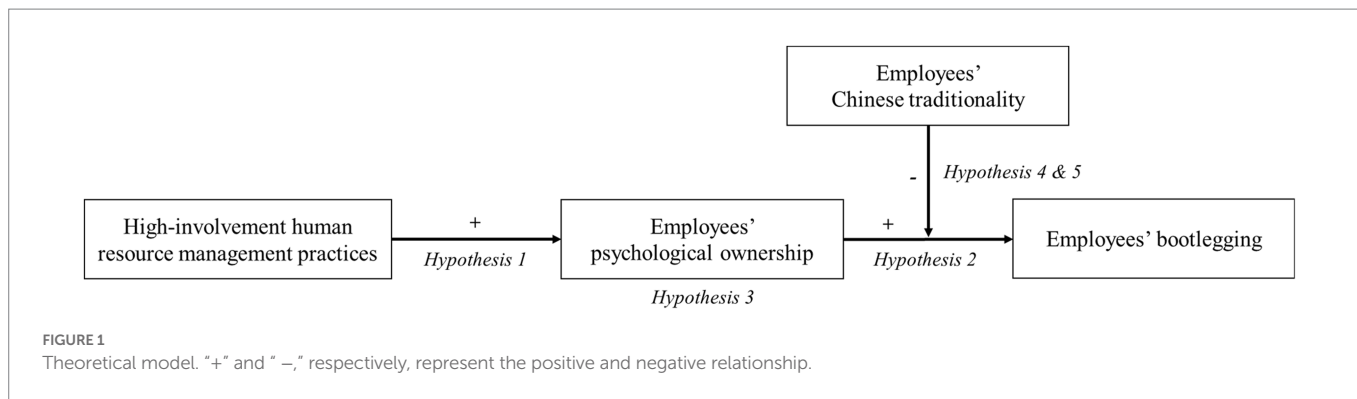 Employees'
Chinese traditionality
-
Hypothesis 4 & 5
High-involvement human
resource management practices
+
Hypothesis 1
Employees'
psychological ownership
Hypothesis 3
+
Hypothesis 2
Employees' bootlegging
FIGURE 1
Theoretical model. “+” and “ −,” respectively, represent the positive and negative relationship.